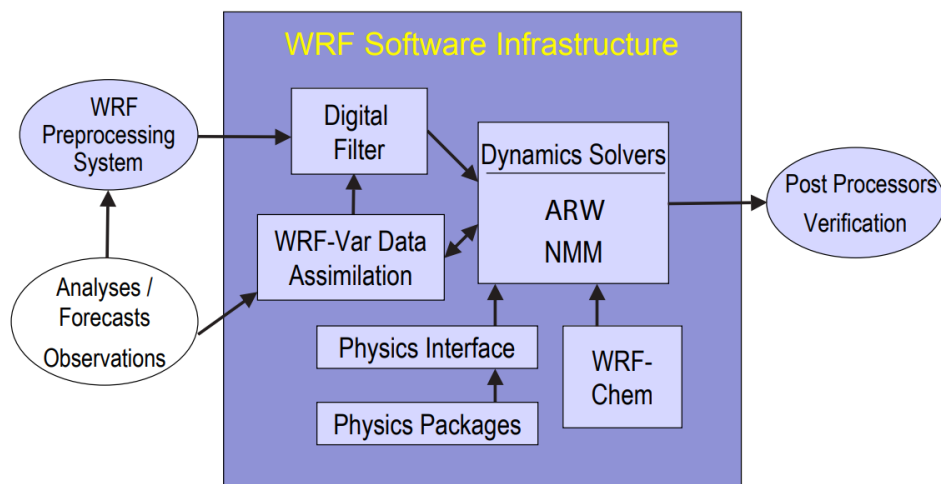 WRF Software Infrastructure
WRF
Preprocessing
System
Digital
Filter
Dynamics Solvers
ARW
NMM
Post Processors
Verification
WRF-Var Data
Assimilation
Analyses /
Forecasts
Observations
Physics Interface
WRF-
Chem
Physics Packages